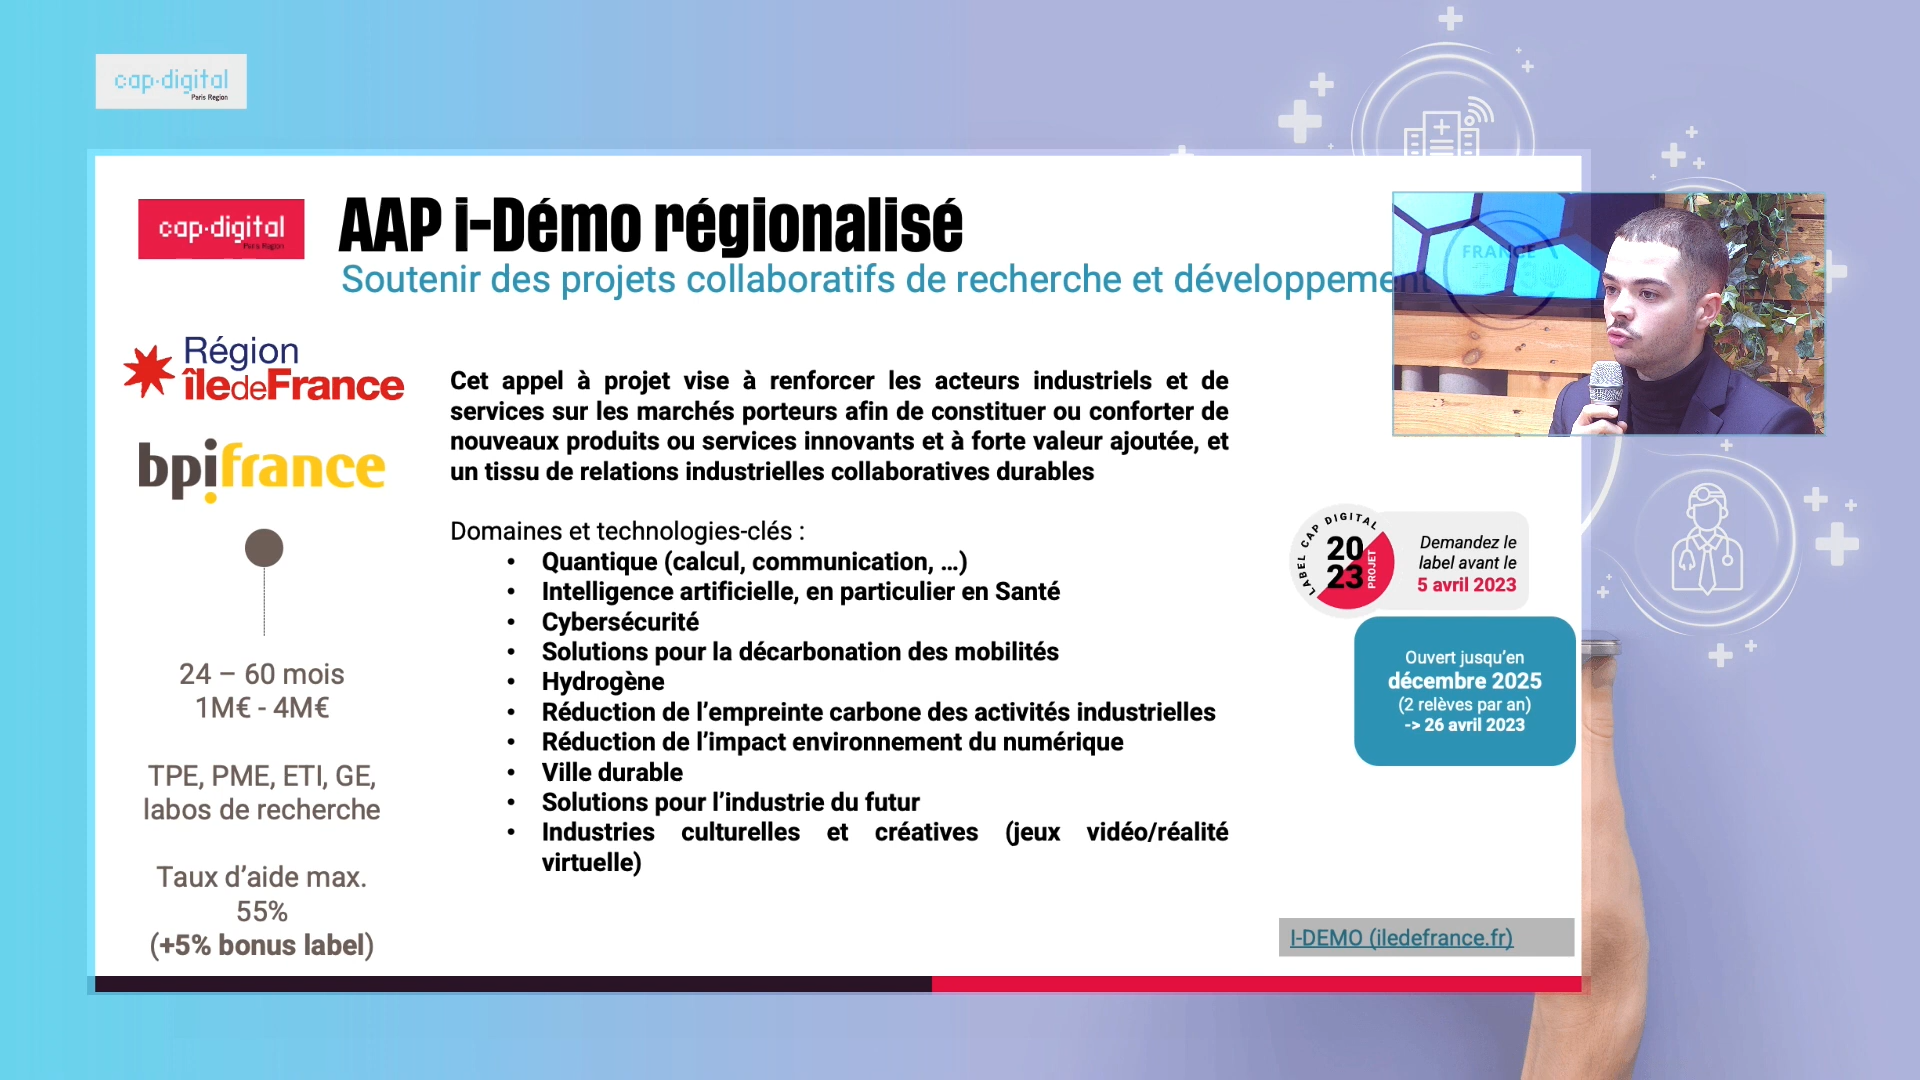 cap·digital
Paris Region
cap·digital
Paris Region
AAP i-Démo régionalisé
Soutenir des projets collaboratifs de recherche et développement
FRANCE
Région
îledeFrance
bpifrance
24 – 60 mois
1M€ - 4M€
TPE, PME, ETI, GE,
labos de recherche
Taux d’aide max.
55%
(+5% bonus label)
Cet appel à projet vise à renforcer les acteurs industriels et de
services sur les marchés porteurs afin de constituer ou conforter de
nouveaux produits ou services innovants et à forte valeur ajoutée, et
un tissu de relations industrielles collaboratives durables
Domaines et technologies-clés :
• Quantique (calcul, communication, …)
• Intelligence artificielle, en particulier en Santé
• Cybersécurité
• Solutions pour la décarbonation des mobilités
• Hydrogène
• Réduction de l’empreinte carbone des activités industrielles
• Réduction de l’impact environnement du numérique
• Ville durable
• Solutions pour l’industrie du futur
• Industries culturelles et créatives (jeux vidéo/réalité
virtuelle)
LABEL CAP DIGITAL
20
23
PROJET
Demandez le
label avant le
5 avril 2023
Ouvert jusqu’en
décembre 2025
(2 relèves par an)
-> 26 avril 2023
I-DEMO (iledefrance.fr)